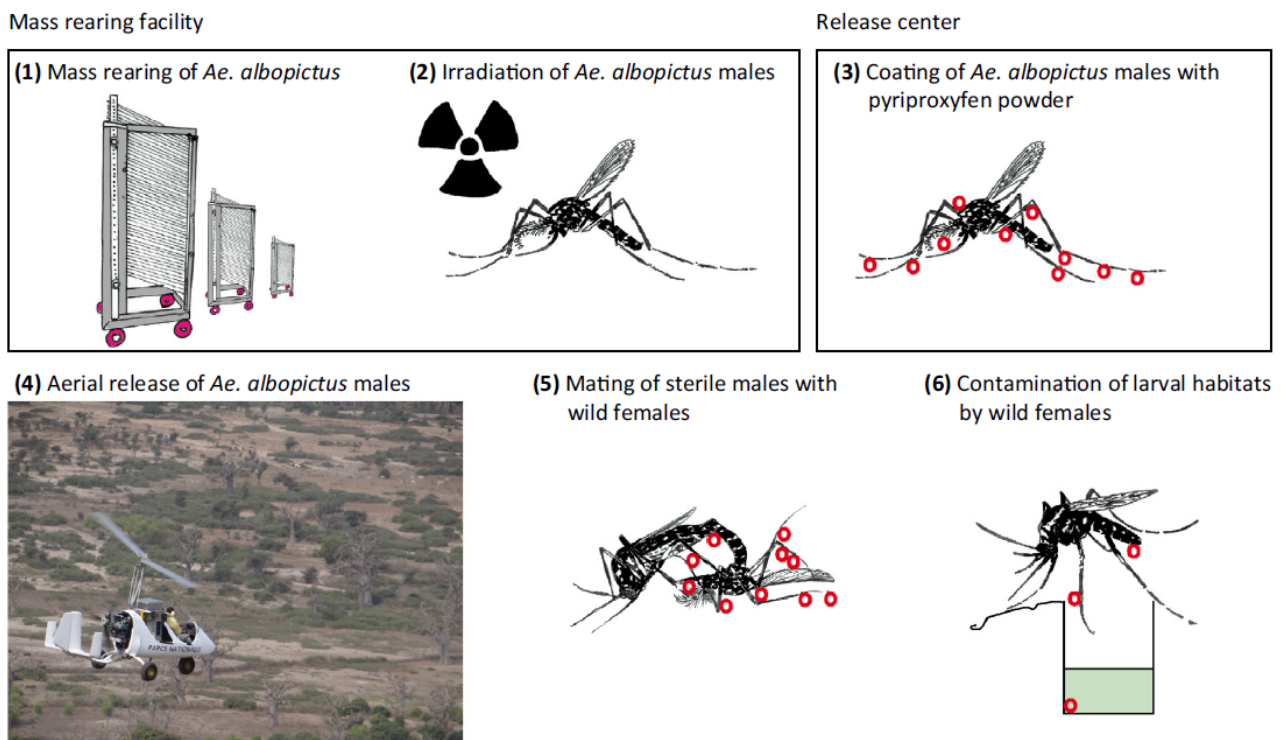 Mass rearing facility
Release center
(1) Mass rearing of Ae. albopictus
(2) Irradiation of Ae. albopictus males
(3) Coating of Ae. albopictus males with
pyriproxyfen powder
(4) Aerial release of Ae. albopictus males
PARCS NATIONAUX
(5) Mating of sterile males with
wild females
(6) Contamination of larval habitats
by wild females